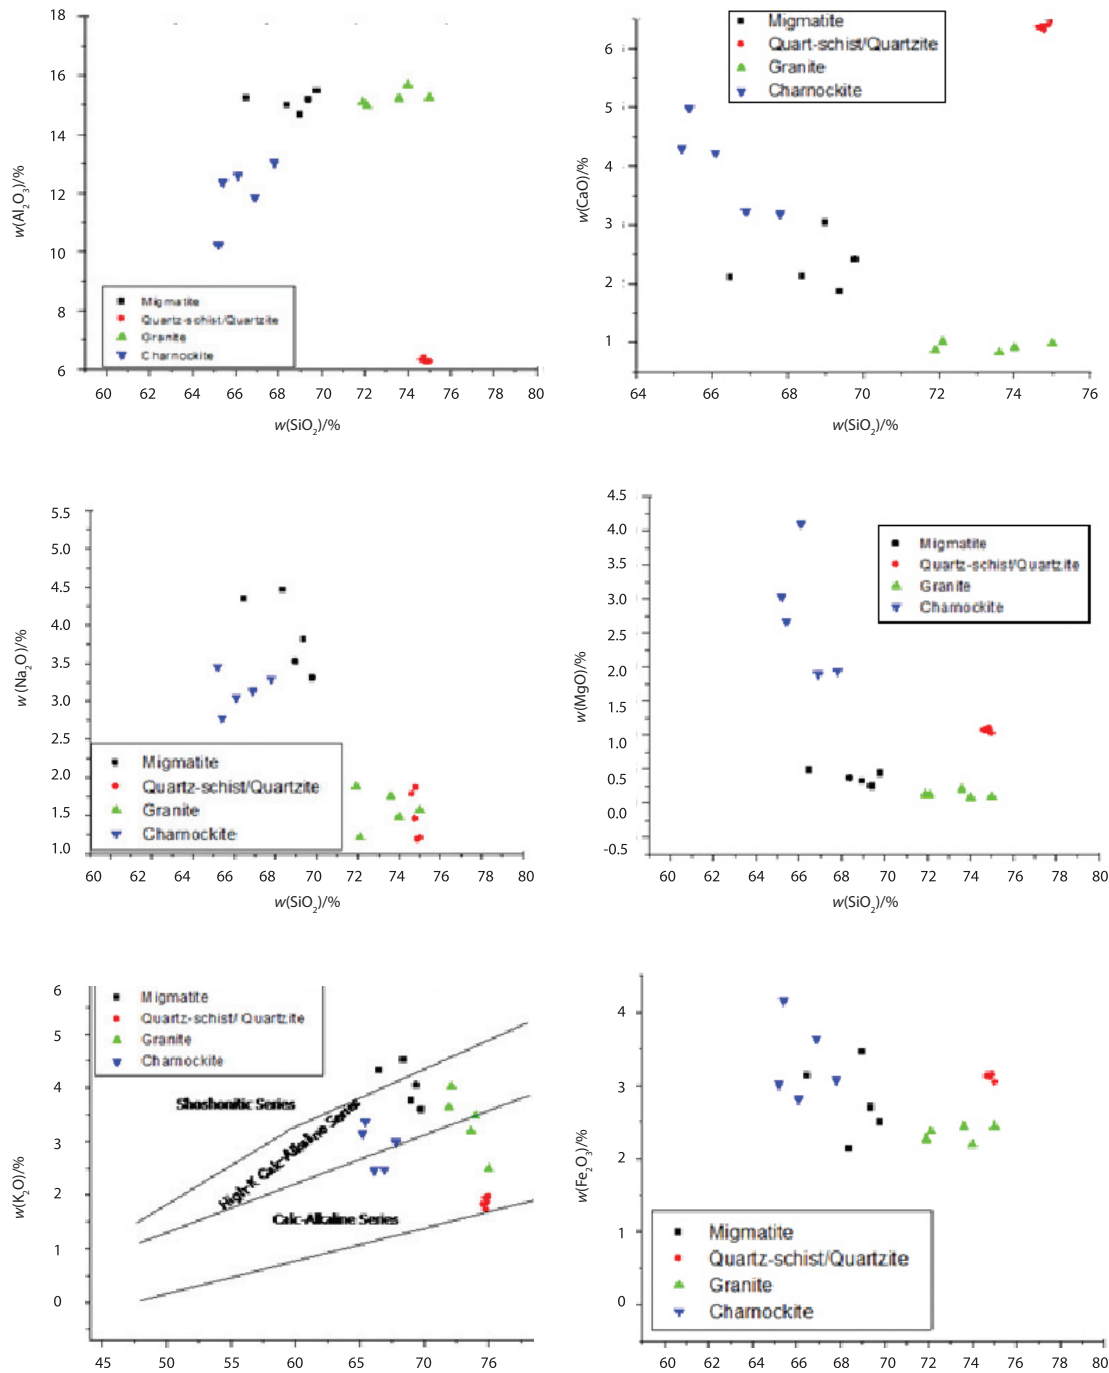 18
16
14
12
10
8
6
w(Al2O3)/%
Migmatite
Quartz-schist/Quartzite
Granite
Charnockite
60 62 64 66 68 70 72 74 76 78 80
w(SiO2)/%
Migmatite
Quart-schist/Quartzite
Granite
Charnockite
6
5
4
3
2
1
w(CaO)/%
64 66 68 70 72 74 76
w(SiO2)/%
5.5
5.0
4.5
4.0
3.5
3.0
2.5
2.0
1.5
1.0
w (Na2O)/%
Migmatite
Quartz-schist/Quartzite
Granite
Charnockite
60 62 64 66 68 70 72 74 76 78 80
w(SiO2)/%
4.5
4.0
3.5
3.0
2.5
2.0
1.5
1.0
0.5
0.0
-0.5
w(MgO)/%
Migmatite
Quartz-schist/Quartzite
Granite
Charnockite
60 62 64 66 68 70 72 74 76 78 80
w(SiO2)/%
6
5
4
3
2
1
0
w(K2O)/%
Migmatite
Quartz-schist/ Quartzite
Granite
Charnockite
Shoshonitic Series
High-K Calc-Alkaline Series
Calc-Alkaline Series
45 50 55 60 65 70 76
4
3
2
1
0
w(Fe2O3)/%
Migmatite
Quartz-schist/Quartzite
Granite
Charnockite
60 62 64 66 68 70 72 74 76 78 80